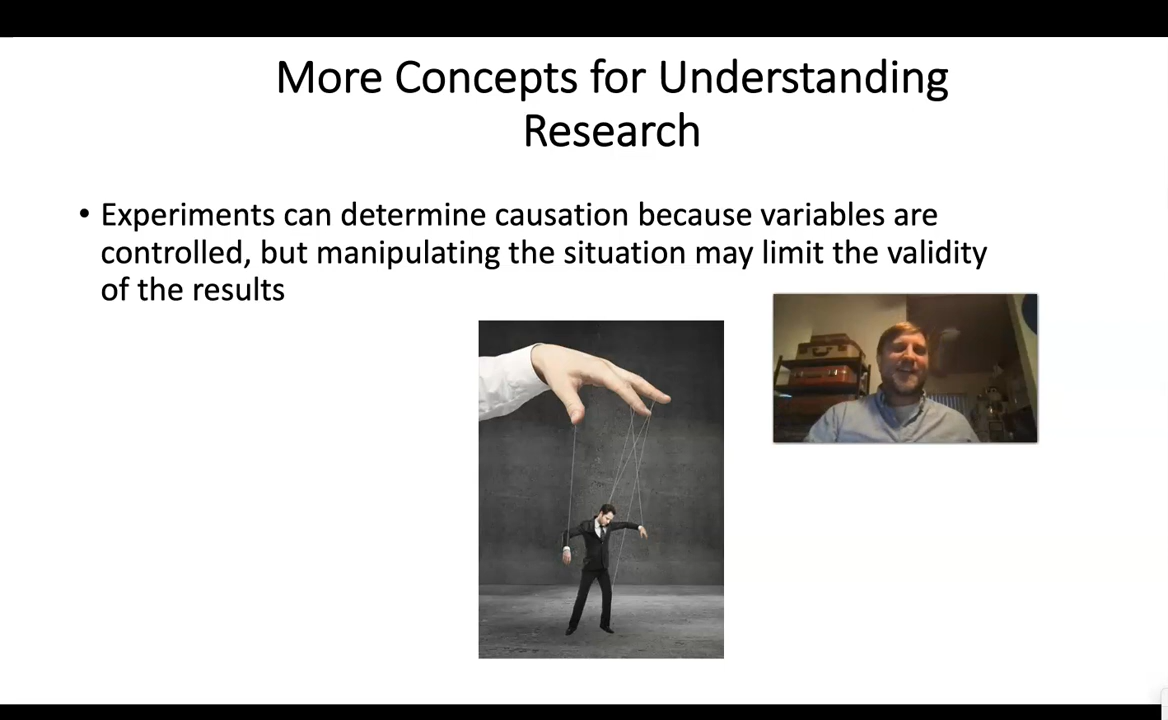 More Concepts for Understanding
Research
• Experiments can determine causation because variables are
controlled, but manipulating the situation may limit the validity
of the results